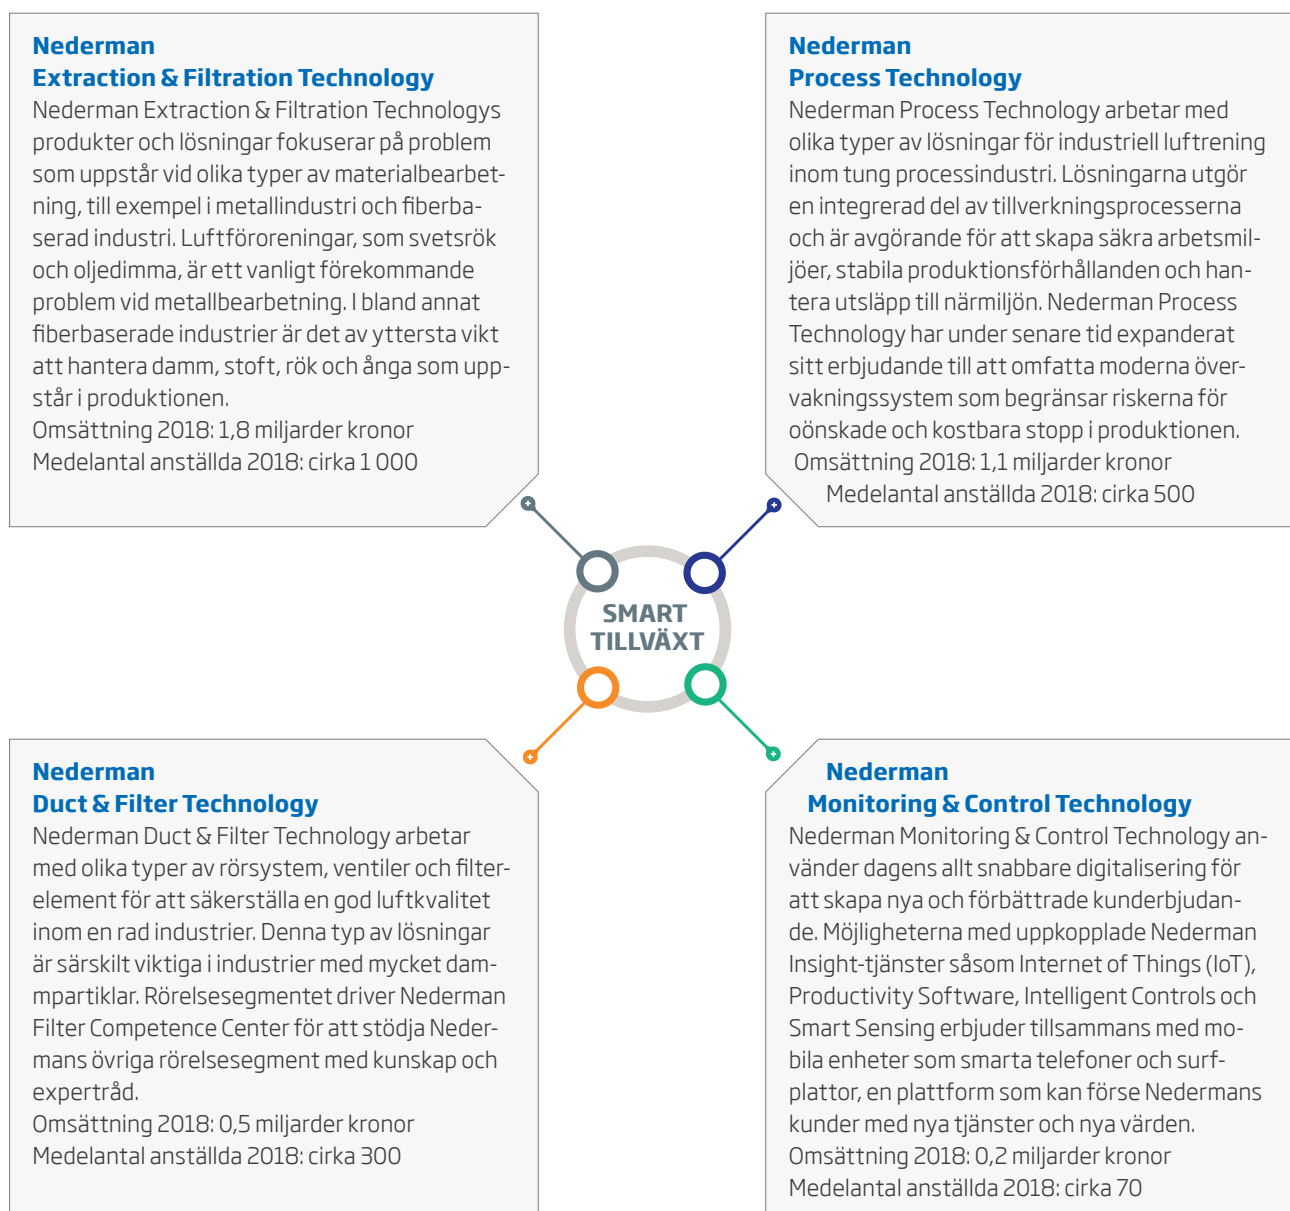 Nederman
Extraction & Filtration Technology
Nederman Extraction & Filtration Technologys
produkter och lösningar fokuserar på problem
som uppstår vid olika typer av materialbearbet-
ning, till exempel i metallindustri och fiberba-
serad industri. Luftföroreningar, som svetsrök
och oljedimma, är ett vanligt förekommande
problem vid metallbearbetning. I bland annat
fiberbaserade industrier är det av yttersta vikt
att hantera damm, stoft, rök och ånga som upp-
står i produktionen.
Omsättning 2018: 1,8 miljarder kronor
Medelantal anställda 2018: cirka 1 000
Nederman
Process Technology
Nederman Process Technology arbetar med
olika typer av lösningar för industriell luftrening
inom tung processindustri. Lösningarna utgör
en integrerad del av tillverkningsprocesserna
och är avgörande för att skapa säkra arbetsmil-
jöer, stabila produktionsförhållanden och han-
tera utsläpp till närmiljön. Nederman Process
Technology har under senare tid expanderat
sitt erbjudande till att omfatta moderna över-
vakningssystem som begränsar riskerna för
oönskade och kostbara stopp i produktionen.
Omsättning 2018: 1,1 miljarder kronor
Medelantal anställda 2018: cirka 500
SMART
TILLVÄXT
Nederman
Duct & Filter Technology
Nederman Duct & Filter Technology arbetar
med olika typer av rörsystem, ventiler och filter-
element för att säkerställa en god luftkvalitet
inom en rad industrier. Denna typ av lösningar
är särskilt viktiga i industrier med mycket dam-
mpartiklar. Rörelsesegmentet driver Nederman
Filter Competence Center för att stödja Neder-
mans övriga rörelsesegment med kunskap och
expertråd.
Omsättning 2018: 0,5 miljarder kronor
Medelantal anställda 2018: cirka 300
Nederman
Monitoring & Control Technology
Nederman Monitoring & Control Technology an-
vänder dagens allt snabbare digitalisering för
att skapa nya och förbättrade kunderbjudan-
de. Möjligheterna med uppkopplade Nederman
Insight-tjänster såsom Internet of Things (IoT),
Productivity Software, Intelligent Controls och
Smart Sensing erbjuder tillsammans med mo-
bila enheter som smarta telefoner och surf-
plattor, en plattform som kan förse Nedermans
kunder med nya tjänster och nya värden.
Omsättning 2018: 0,2 miljarder kronor
Medelantal anställda 2018: cirka 70